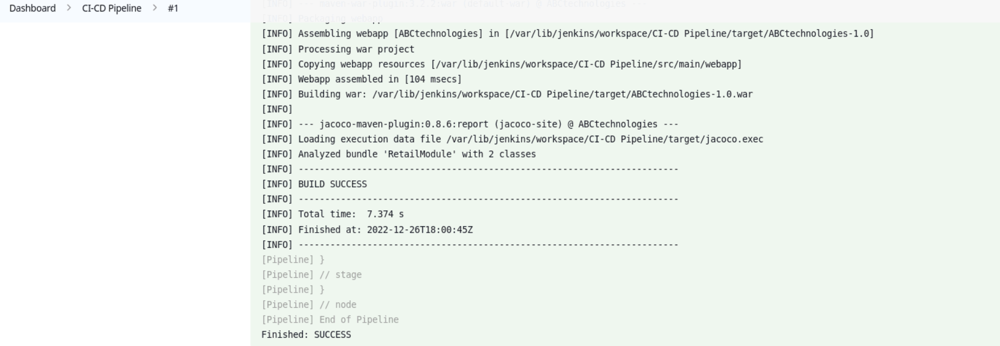 Dashboard > CI-CD Pipeline > #1
[INFO] --- maven-war-plugin:3.2.2:war (default-war) @ ABCtechnologies ---
[INFO] Packaging webapp
[INFO] Assembling webapp [ABCtechnologies] in [/var/lib/jenkins/workspace/CI-CD Pipeline/target/ABCtechnologies-1.0]
[INFO] Processing war project
[INFO] Copying webapp resources [/var/lib/jenkins/workspace/CI-CD Pipeline/src/main/webapp]
[INFO] Webapp assembled in [104 msecs]
[INFO] Building war: /var/lib/jenkins/workspace/CI-CD Pipeline/target/ABCtechnologies-1.0.war
[INFO]
[INFO] --- jacoco-maven-plugin:0.8.6:report (jacoco-site) @ ABCtechnologies ---
[INFO] Loading execution data file /var/lib/jenkins/workspace/CI-CD Pipeline/target/jacoco.exec
[INFO] Analyzed bundle 'RetailModule' with 2 classes
[INFO] ------------------------------------------------------------------------
[INFO] BUILD SUCCESS
[INFO] ------------------------------------------------------------------------
[INFO] Total time:  7.374 s
[INFO] Finished at: 2022-12-26T18:00:45Z
[INFO] ------------------------------------------------------------------------
[Pipeline] }
[Pipeline] // stage
[Pipeline] }
[Pipeline] // node
[Pipeline] End of Pipeline
Finished: SUCCESS